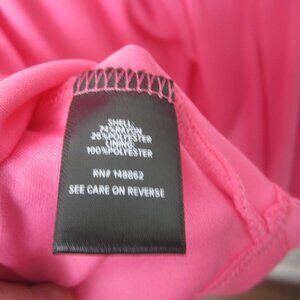 SHELL:
74%RAYON
26%POLYESTER
LINING:
100%POLYESTER
RN# 148862
SEE CARE ON REVERSE